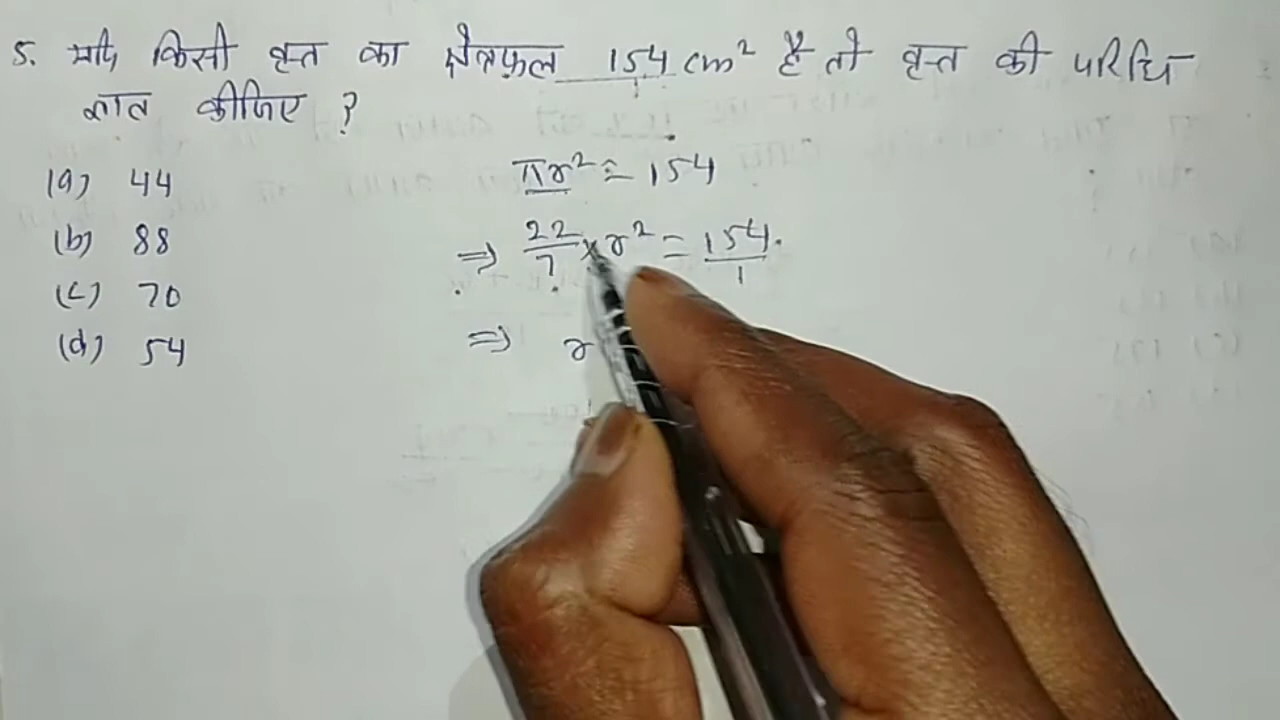 5. यदि किसी वृत्त का क्षेत्रफल 154 cm² है तो वृत्त की परिधि
ज्ञात कीजिए ?
(a) 44
(b) 88
(c) 70
(d) 54
πr² = 154
⇒ 22/7 × r² = 154/1
⇒ r